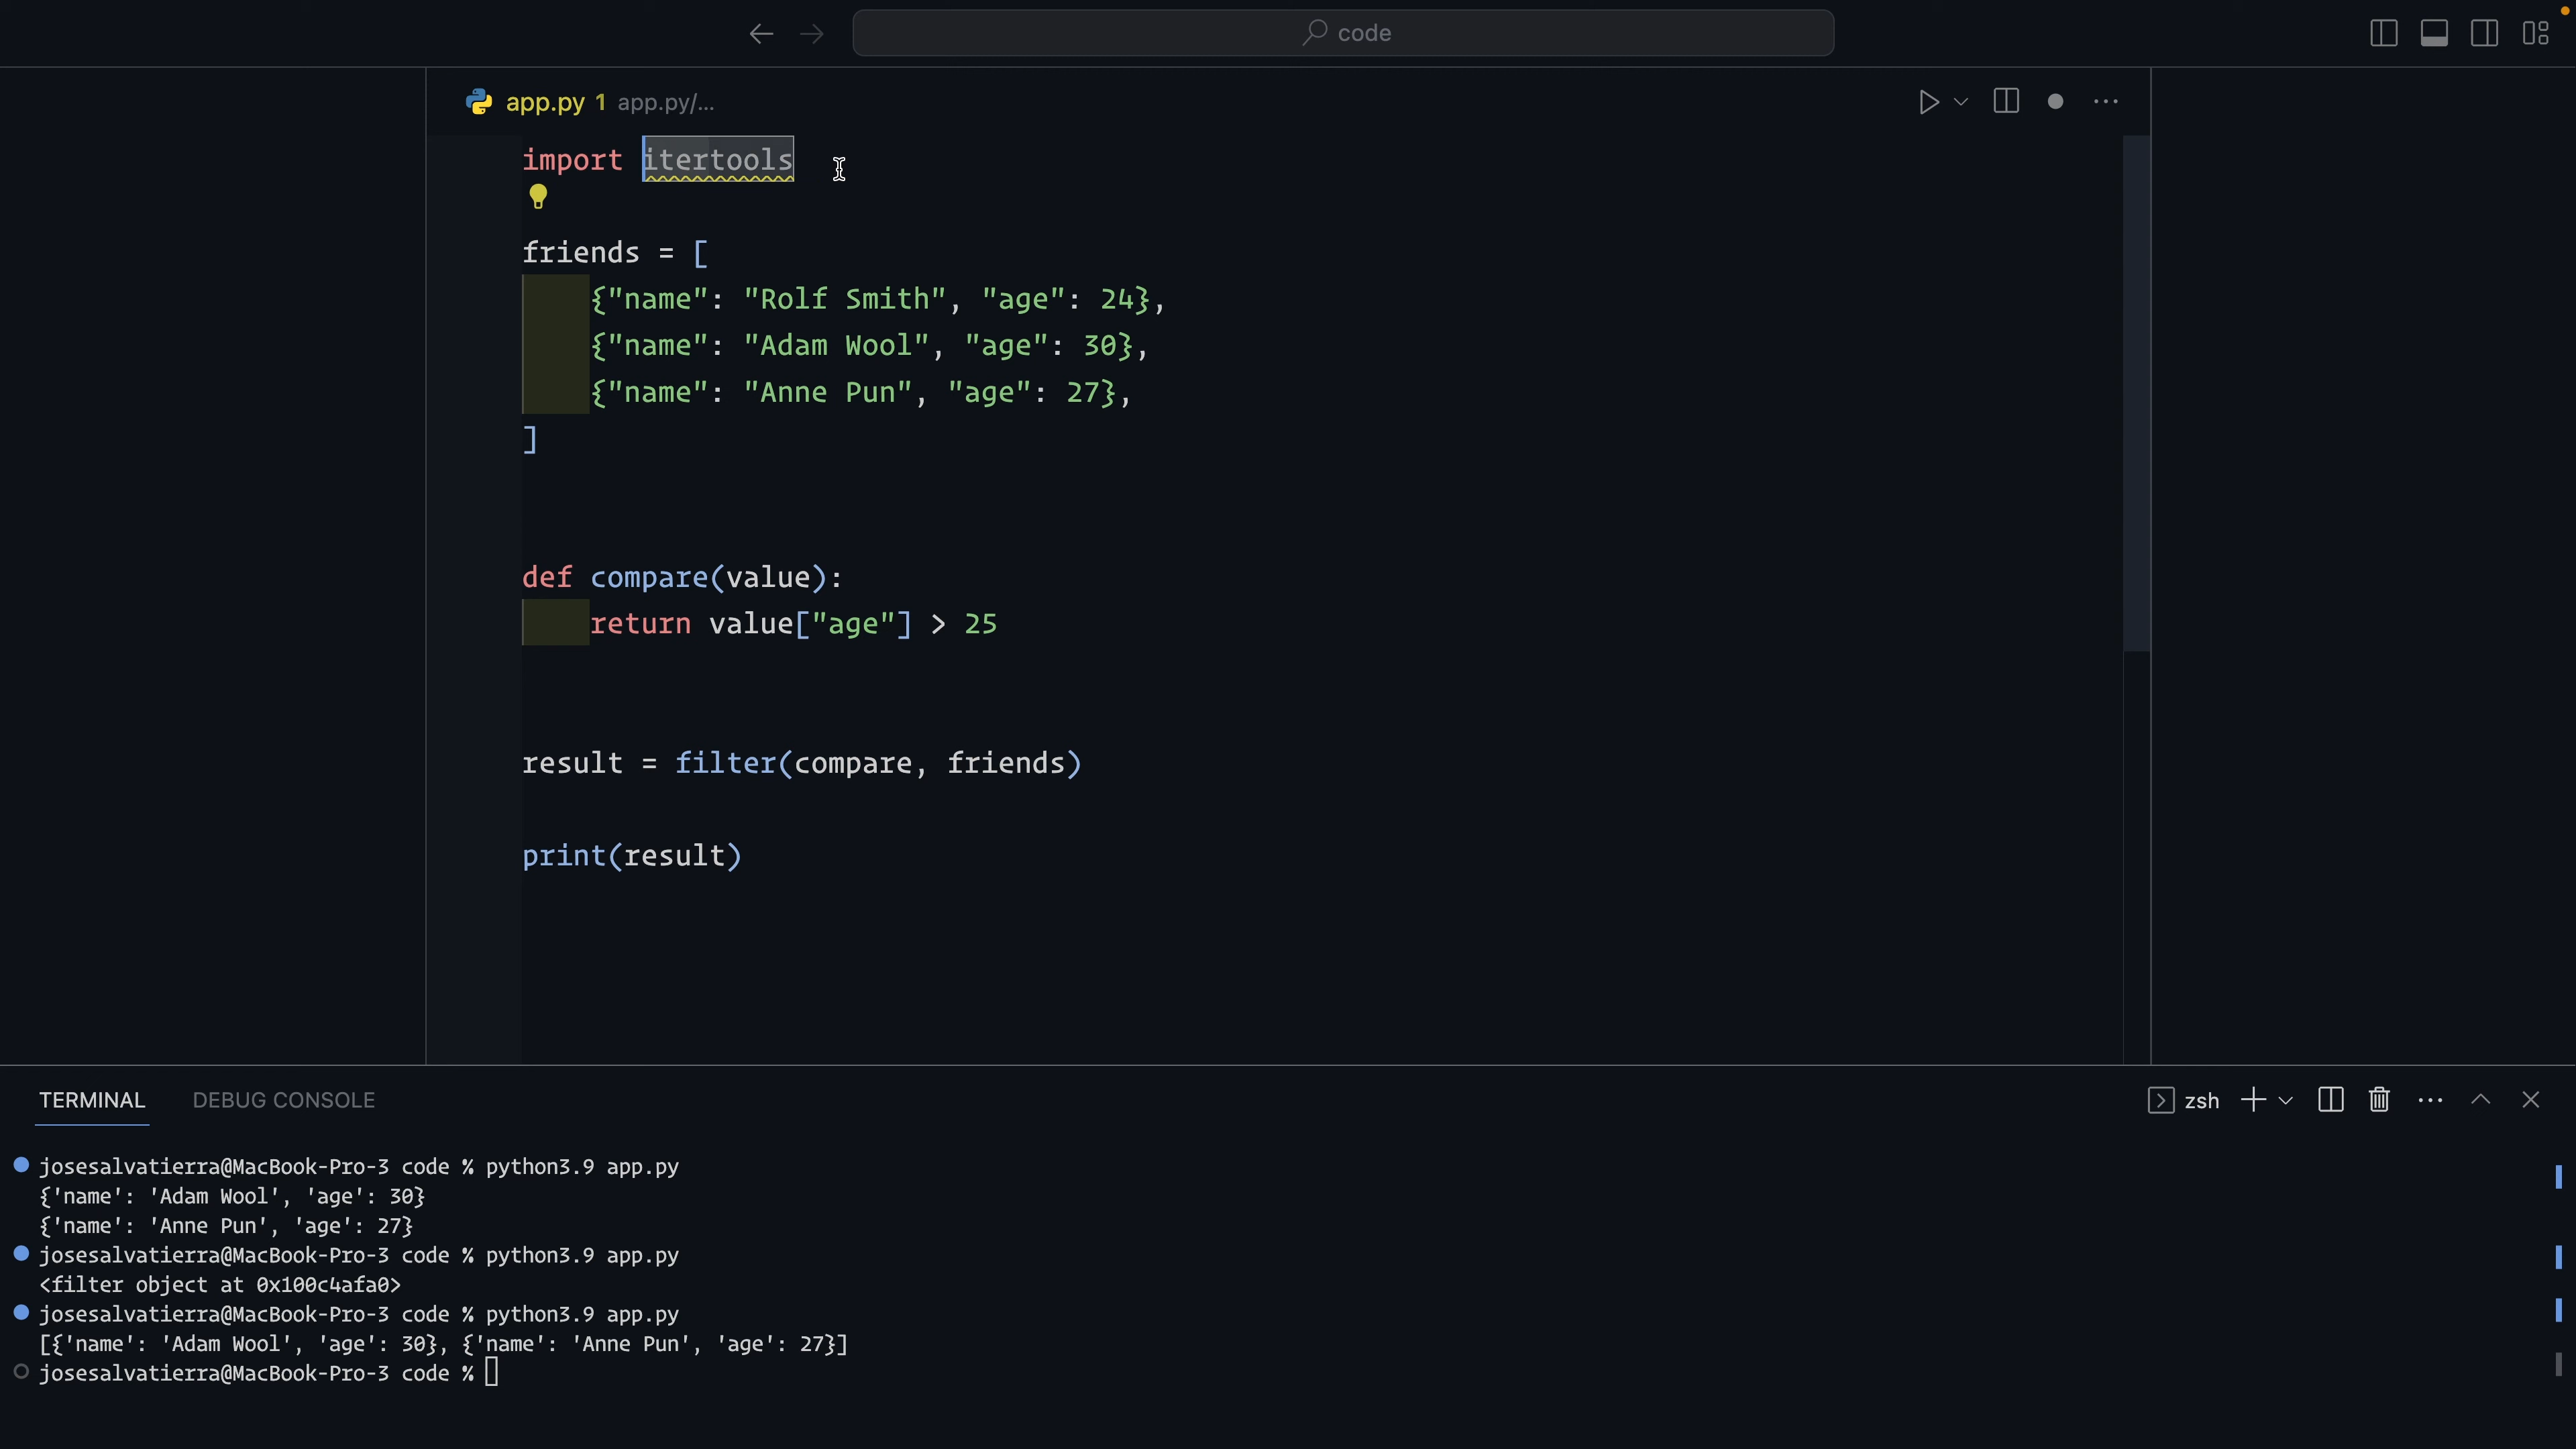 code
app.py 1 app.py/...
import itertools
friends = [
    {"name": "Rolf Smith", "age": 24},
    {"name": "Adam Wool", "age": 30},
    {"name": "Anne Pun", "age": 27},
]
def compare(value):
    return value["age"] > 25
result = filter(compare, friends)
print(result)
TERMINAL DEBUG CONSOLE zsh
josesalvatierra@MacBook-Pro-3 code % python3.9 app.py
{'name': 'Adam Wool', 'age': 30}
{'name': 'Anne Pun', 'age': 27}
josesalvatierra@MacBook-Pro-3 code % python3.9 app.py
<filter object at 0x100c4afa0>
josesalvatierra@MacBook-Pro-3 code % python3.9 app.py
[{'name': 'Adam Wool', 'age': 30}, {'name': 'Anne Pun', 'age': 27}]
josesalvatierra@MacBook-Pro-3 code %